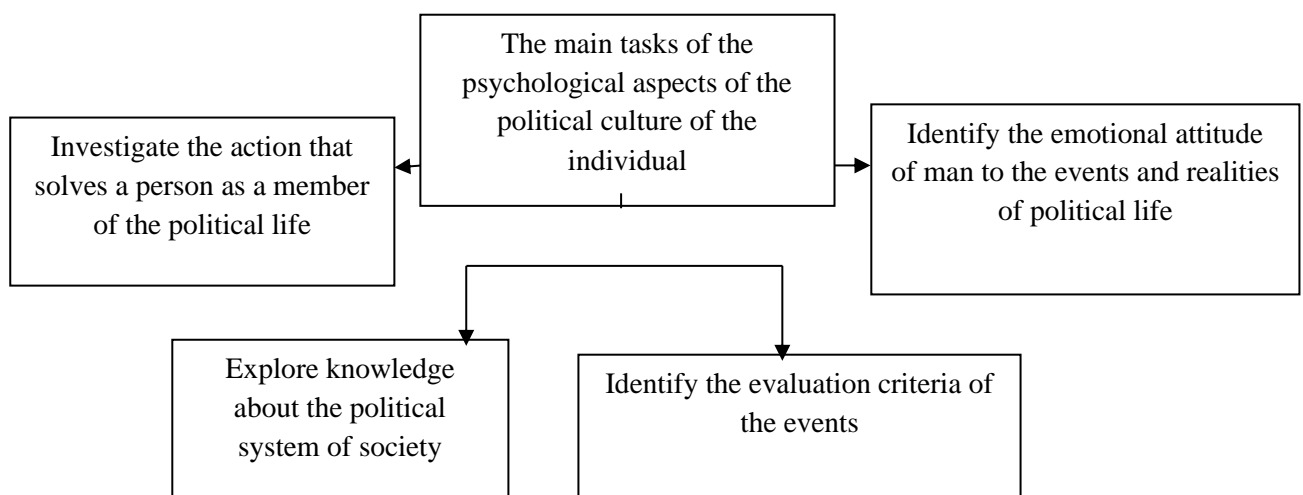 The main tasks of the
psychological aspects of the
political culture of the
individual
Investigate the action that
solves a person as a member
of the political life
Identify the emotional attitude
of man to the events and realities
of political life
Explore knowledge
about the political
system of society
Identify the evaluation criteria of
the events